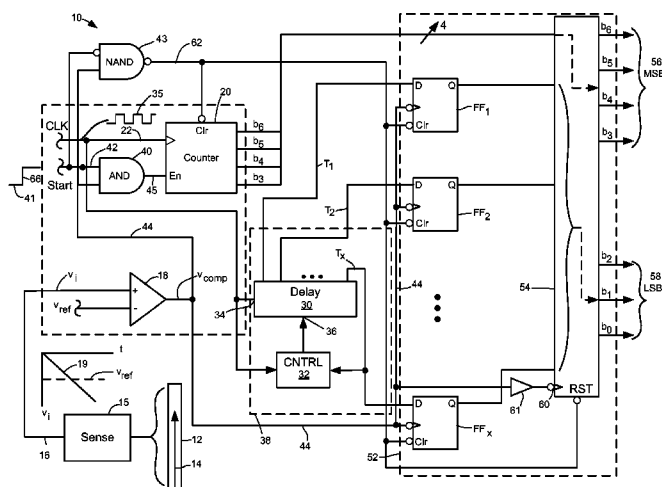 10
43
NAND
62
4
b6
b5
b4
b3
56
MSB
35
20
CLK
22
Clr
Counter
b6
b5
b4
b3
D
Q
FF1
Clr
42
40
AND
45
En
Start
66
41
T1
T2
D
Q
FF2
Clr
44
18
vi
vref
+
-
vcomp
Tx
•••
Delay
30
34
36
44
54
b2
b1
b0
58
LSB
CNTRL
32
t
19
vref
vi
15
Sense
16
12
14
38
44
D
Q
FFx
Clr
61
60
RST
52